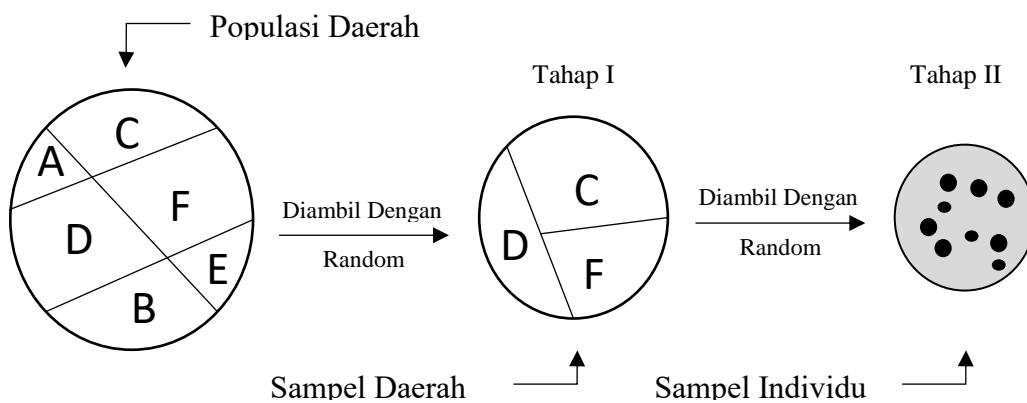 Populasi Daerah
Tahap I
Tahap II
A
C
D
F
B
E
Diambil Dengan
Random
C
D
F
Diambil Dengan
Random
Sampel Daerah
Sampel Individu